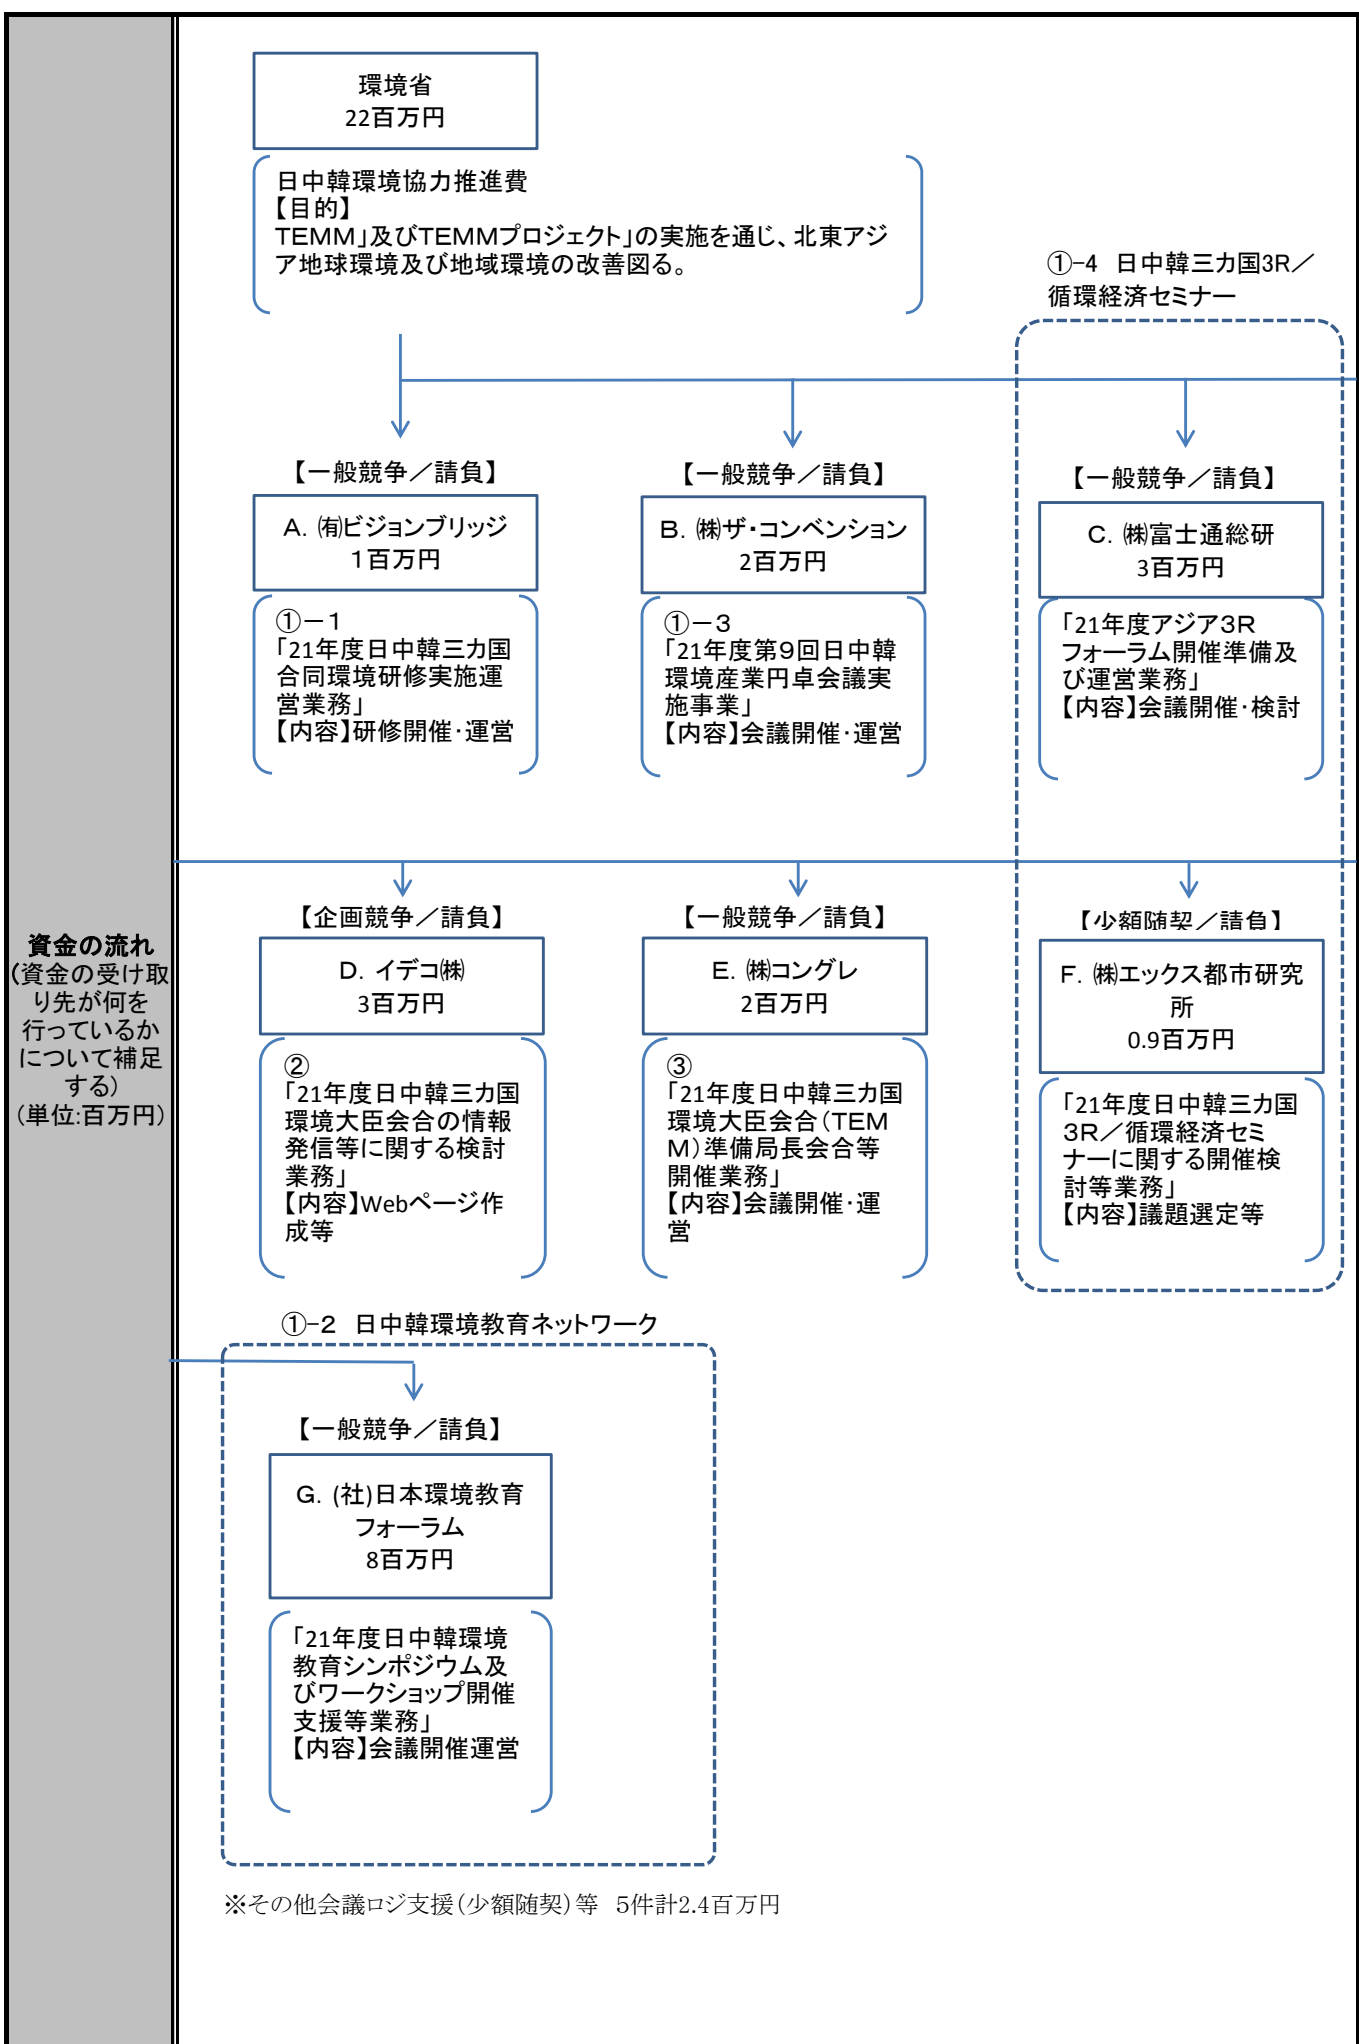 資金の流れ
(資金の受け取
り先が何を
行っているか
について補足
する)
(単位:百万円)
環境省
22百万円
日中韓環境協力推進費
【目的】
TEMM」及びTEMMプロジェクト」の実施を通じ、北東アジ
ア地球環境及び地域環境の改善図る。
①-4 日中韓三カ国3R／
循環経済セミナー
【一般競争／請負】
A. ㈲ビジョンブリッジ
１百万円
①－１
「21年度日中韓三カ国
合同環境研修実施運
営業務」
【内容】研修開催・運営
【一般競争／請負】
B. ㈱ザ・コンベンション
2百万円
①－３
「21年度第９回日中韓
環境産業円卓会議実
施事業」
【内容】会議開催・運営
【一般競争／請負】
C. ㈱富士通総研
3百万円
「21年度アジア３R
フォーラム開催準備及
び運営業務」
【内容】会議開催・検討
【企画競争／請負】
D. イデコ㈱
3百万円
②
「21年度日中韓三カ国
環境大臣会合の情報
発信等に関する検討
業務」
【内容】Webページ作
成等
【一般競争／請負】
E. ㈱コングレ
2百万円
③
「21年度日中韓三カ国
環境大臣会合（TEM
M）準備局長会合等
開催業務」
【内容】会議開催・運
営
【少額随契／請負】
F. ㈱エックス都市研究
所
0.9百万円
「21年度日中韓三カ国
３R／循環経済セミ
ナーに関する開催検
討等業務」
【内容】議題選定等
①-２ 日中韓環境教育ネットワーク
【一般競争／請負】
G. (社)日本環境教育
フォーラム
8百万円
「21年度日中韓環境
教育シンポジウム及
びワークショップ開催
支援等業務」
【内容】会議開催運営
※その他会議ロジ支援（少額随契）等 5件計2.4百万円